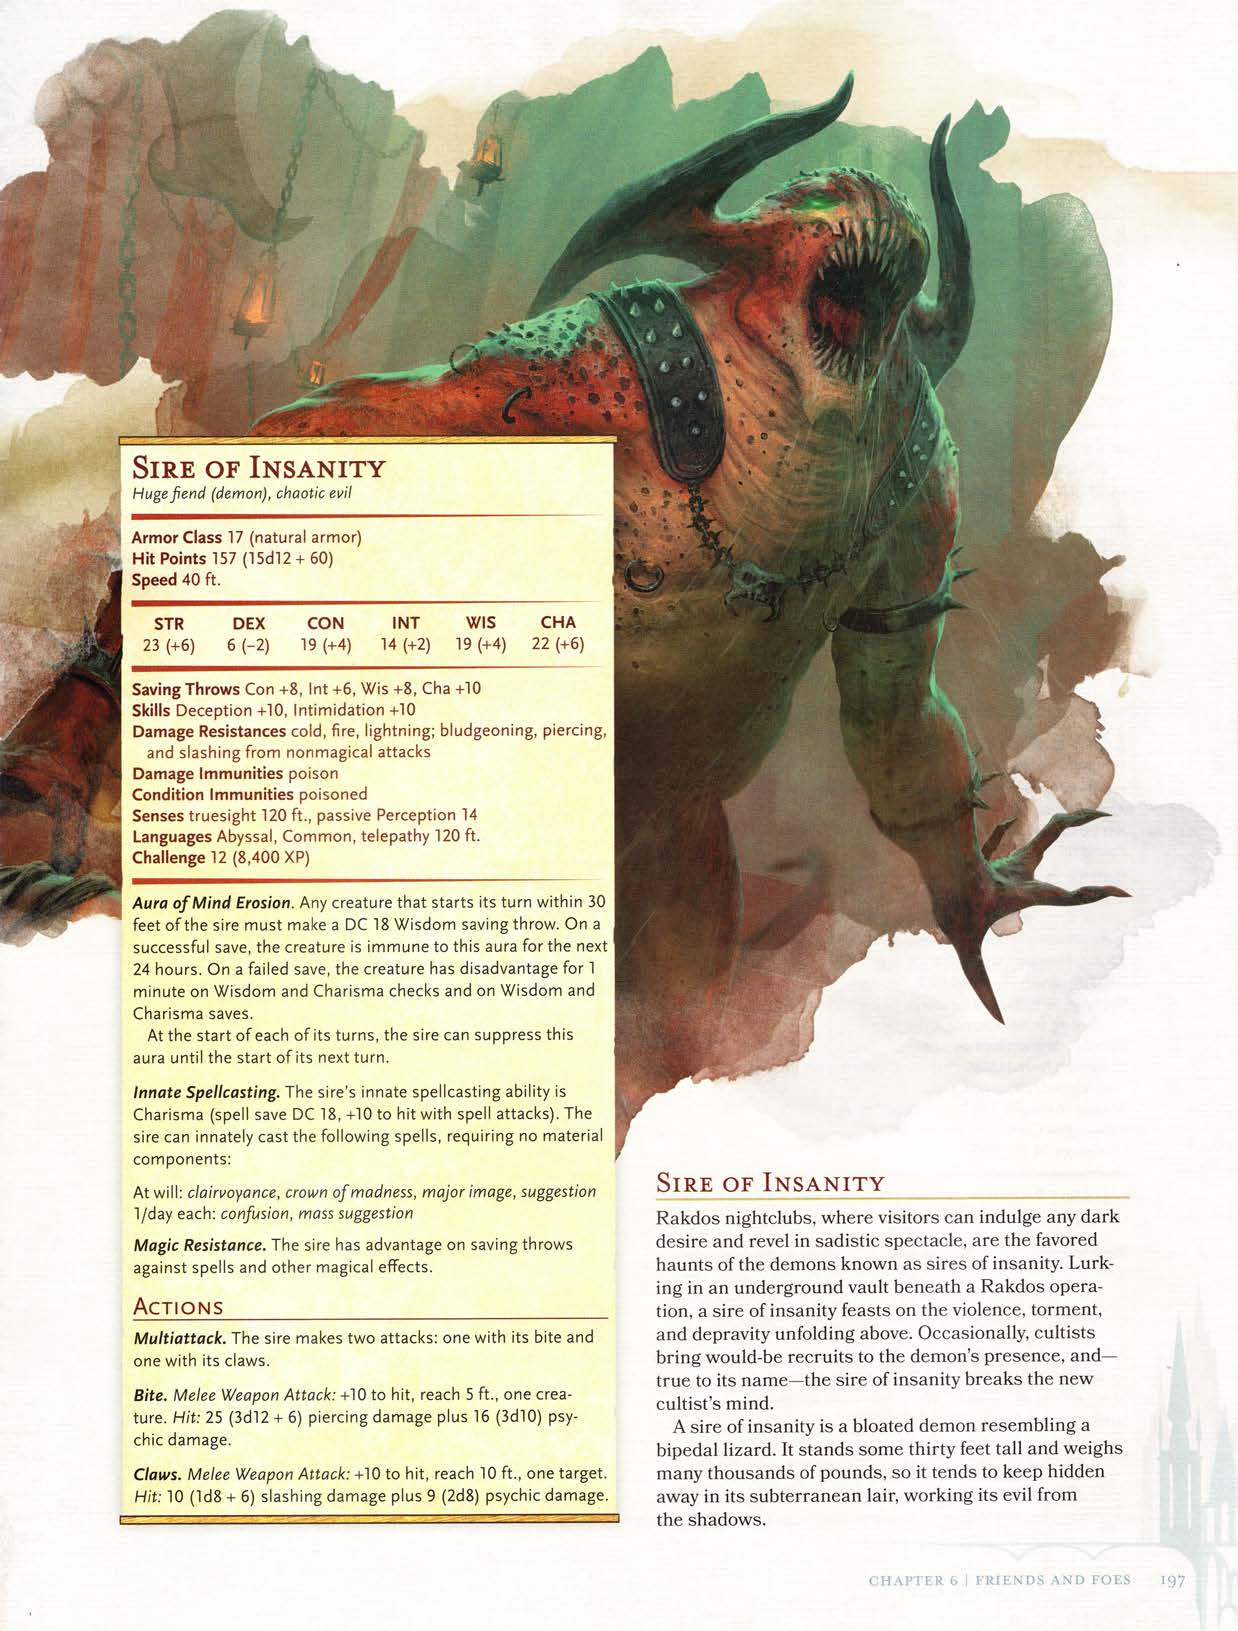 SIRE OF INSANITY
Huge fiend (demon), chaotic evil
Armor Class 17 (natural armor)
Hit Points 157 (15d12 + 60)
Speed 40 ft.
STR DEX CON INT WIS CHA
23 (+6) 6 (−2) 19 (+4) 14 (+2) 19 (+4) 22 (+6)
Saving Throws Con +8, Int +6, Wis +8, Cha +10
Skills Deception +10, Intimidation +10
Damage Resistances cold, fire, lightning; bludgeoning, piercing,
and slashing from nonmagical attacks
Damage Immunities poison
Condition Immunities poisoned
Senses truesight 120 ft., passive Perception 14
Languages Abyssal, Common, telepathy 120 ft.
Challenge 12 (8,400 XP)
Aura of Mind Erosion. Any creature that starts its turn within 30
feet of the sire must make a DC 18 Wisdom saving throw. On a
successful save, the creature is immune to this aura for the next
24 hours. On a failed save, the creature has disadvantage for 1
minute on Wisdom and Charisma checks and on Wisdom and
Charisma saves.
At the start of each of its turns, the sire can suppress this
aura until the start of its next turn.
Innate Spellcasting. The sire's innate spellcasting ability is
Charisma (spell save DC 18, +10 to hit with spell attacks). The
sire can innately cast the following spells, requiring no material
components:
At will: clairvoyance, crown of madness, major image, suggestion
1/day each: confusion, mass suggestion
Magic Resistance. The sire has advantage on saving throws
against spells and other magical effects.
ACTIONS
Multiattack. The sire makes two attacks: one with its bite and
one with its claws.
Bite. Melee Weapon Attack: +10 to hit, reach 5 ft., one crea-
ture. Hit: 25 (3d12 + 6) piercing damage plus 16 (3d10) psy-
chic damage.
Claws. Melee Weapon Attack: +10 to hit, reach 10 ft., one target.
Hit: 10 (1d8 + 6) slashing damage plus 9 (2d8) psychic damage.
SIRE OF INSANITY
Rakdos nightclubs, where visitors can indulge any dark
desire and revel in sadistic spectacle, are the favored
haunts of the demons known as sires of insanity. Lurk-
ing in an underground vault beneath a Rakdos opera-
tion, a sire of insanity feasts on the violence, torment,
and depravity unfolding above. Occasionally, cultists
bring would-be recruits to the demon's presence, and—
true to its name—the sire of insanity breaks the new
cultist's mind.
A sire of insanity is a bloated demon resembling a
bipedal lizard. It stands some thirty feet tall and weighs
many thousands of pounds, so it tends to keep hidden
away in its subterranean lair, working its evil from
the shadows.
CHAPTER 6 | FRIENDS AND FOES 197